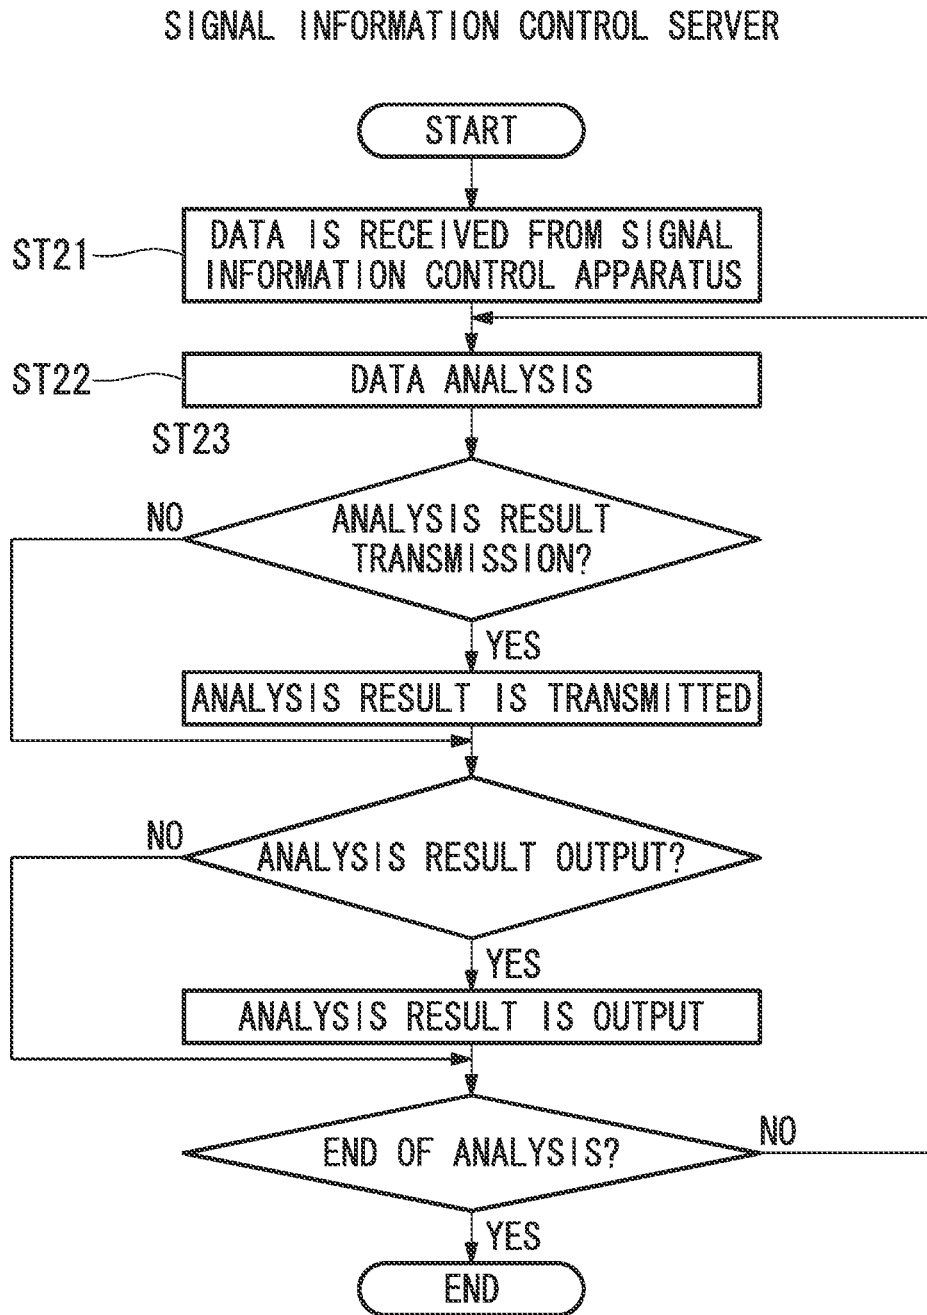 SIGNAL INFORMATION CONTROL SERVER
START
ST21
DATA IS RECEIVED FROM SIGNAL
INFORMATION CONTROL APPARATUS
ST22
DATA ANALYSIS
ST23
NO
ANALYSIS RESULT
TRANSMISSION?
YES
ANALYSIS RESULT IS TRANSMITTED
NO
ANALYSIS RESULT OUTPUT?
YES
ANALYSIS RESULT IS OUTPUT
END OF ANALYSIS?
NO
YES
END